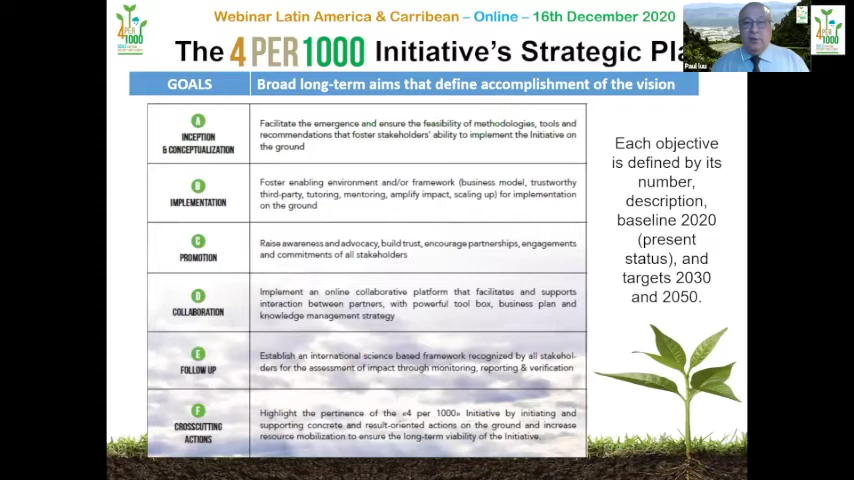 Webinar Latin America & Carribean – Online – 16th December 2020
The 4 PER 1000 Initiative's Strategic Pla
4 PER
1000
Paul luu
4 PER
1000
GOALS
Broad long-term aims that define accomplishment of the vision
A
INCEPTION
& CONCEPTUALIZATION
Facilitate the emergence and ensure the feasibility of methodologies, tools and
recommendations that foster stakeholders' ability to implement the Initiative on
the ground
B
IMPLEMENTATION
Foster enabling environment and/or framework (business model, trustworthy
third-party, tutoring, mentoring, amplify impact, scaling up) for implementation
on the ground
C
PROMOTION
Raise awareness and advocacy, build trust, encourage partnerships, engagements
and commitments of all stakeholders
D
COLLABORATION
Implement an online collaborative platform that facilitates and supports
interaction between partners, with powerful tool box, business plan and
knowledge management strategy
E
FOLLOW UP
Establish an international science based framework recognized by all stakehol-
ders for the assessment of impact through monitoring, reporting & verification
F
CROSSCUTTING
ACTIONS
Highlight the pertinence of the «4 per 1000» Initiative by initiating and
supporting concrete and result-oriented actions on the ground and increase
resource mobilization to ensure the long-term viability of the Initiative.
Each objective
is defined by its
number,
description,
baseline 2020
(present
status), and
targets 2030
and 2050.